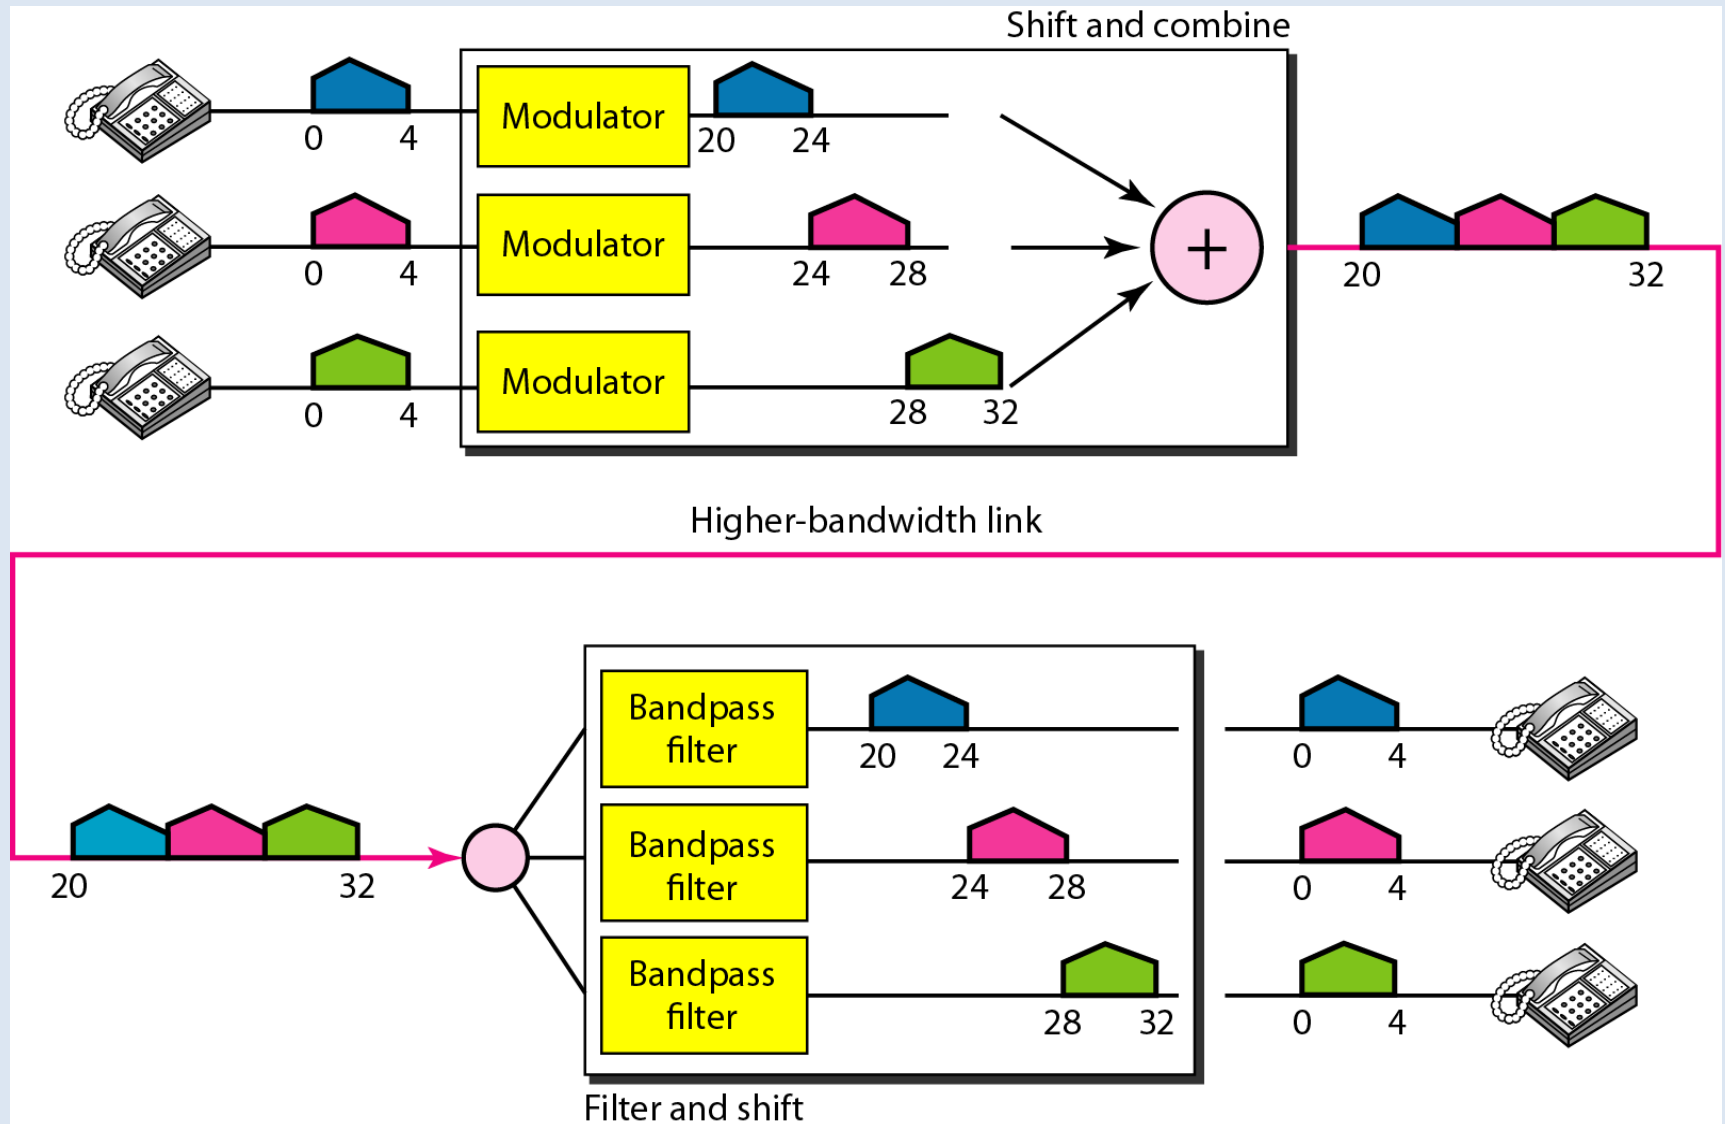 Shift and combine
Modulator
0 4
20 24
Modulator
0 4
24 28
20 32
Modulator
0 4
28 32
Higher-bandwidth link
Bandpass
filter
20 24
0 4
Bandpass
filter
20 32
24 28
0 4
Bandpass
filter
28 32
0 4
Filter and shift